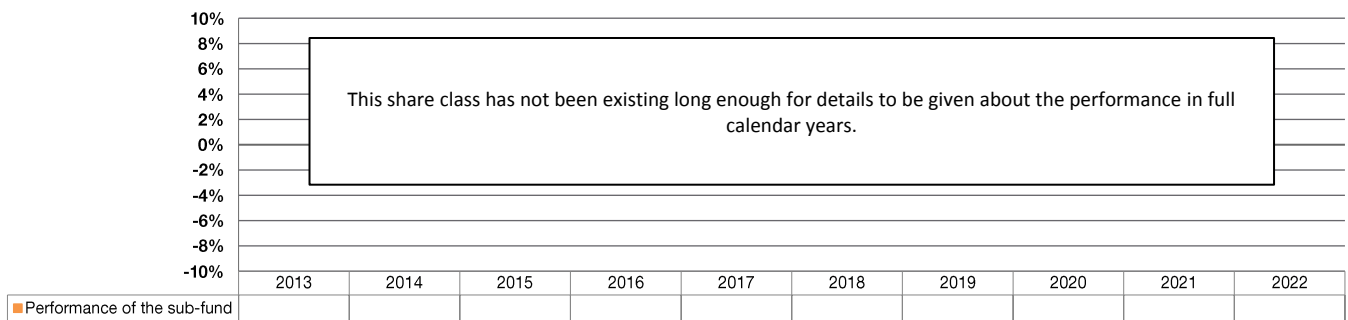 10%
8%
6%
4%
2%
0%
-2%
-4%
-6%
-8%
-10%
This share class has not been existing long enough for details to be given about the performance in full
calendar years.
2013 2014 2015 2016 2017 2018 2019 2020 2021 2022
Performance of the sub-fund